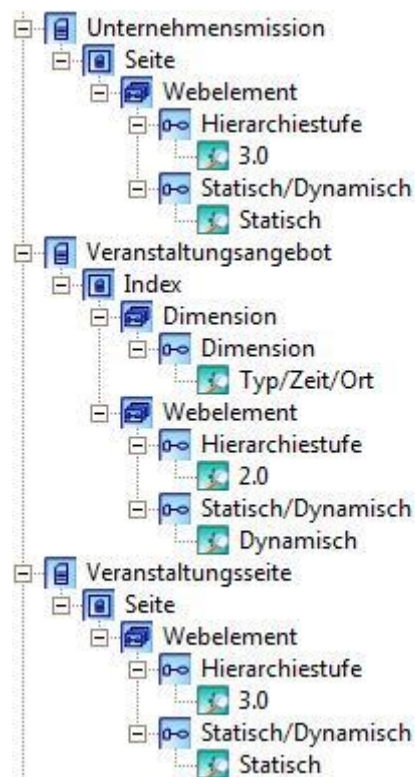 Unternehmensmission
Seite
Webelement
Hierarchiestufe
3.0
Statisch/Dynamisch
Statisch
Veranstaltungsangebot
Index
Dimension
Dimension
Typ/Zeit/Ort
Webelement
Hierarchiestufe
2.0
Statisch/Dynamisch
Dynamisch
Veranstaltungsseite
Seite
Webelement
Hierarchiestufe
3.0
Statisch/Dynamisch
Statisch